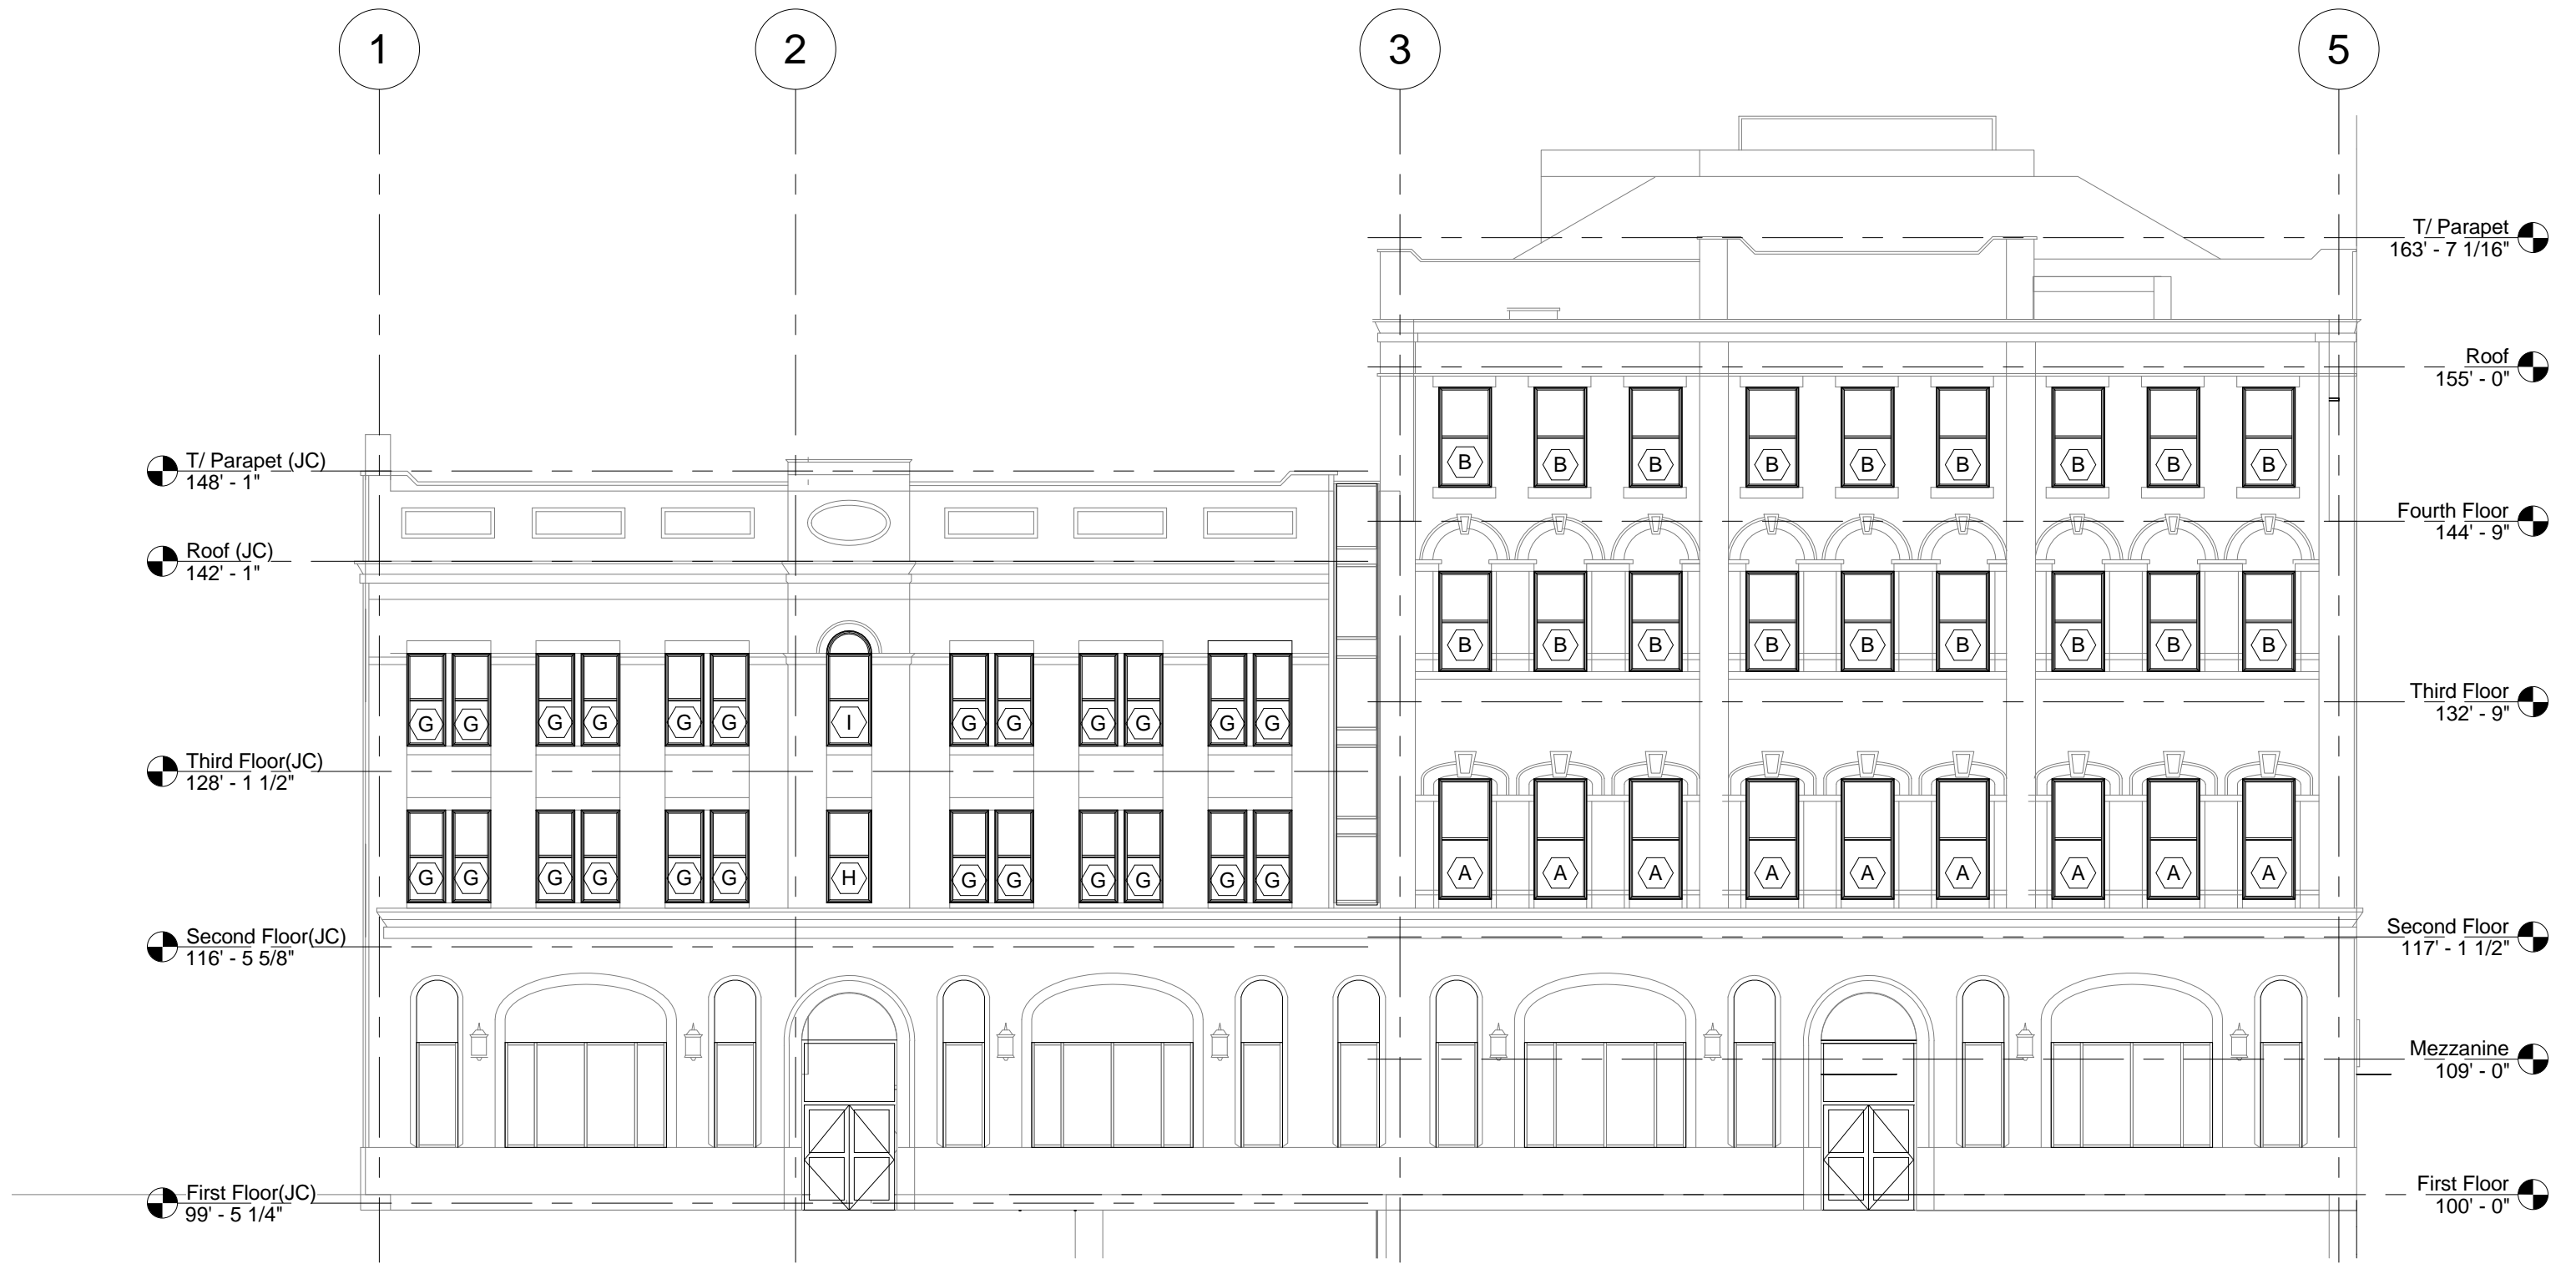 1
2
3
5
T/ Parapet
163' - 7 1/16"
Roof
155' - 0"
B B B B B B B B B
T/ Parapet (JC)
148' - 1"
Fourth Floor
144' - 9"
Roof (JC)
142' - 1"
B B B B B B B B B
Third Floor
132' - 9"
G G G G G G I G G G G G G
Third Floor(JC)
128' - 1 1/2"
G G G G G G H G G G G G G
A A A A A A A A A
Second Floor(JC)
116' - 5 5/8"
Second Floor
117' - 1 1/2"
Mezzanine
109' - 0"
First Floor(JC)
99' - 5 1/4"
First Floor
100' - 0"